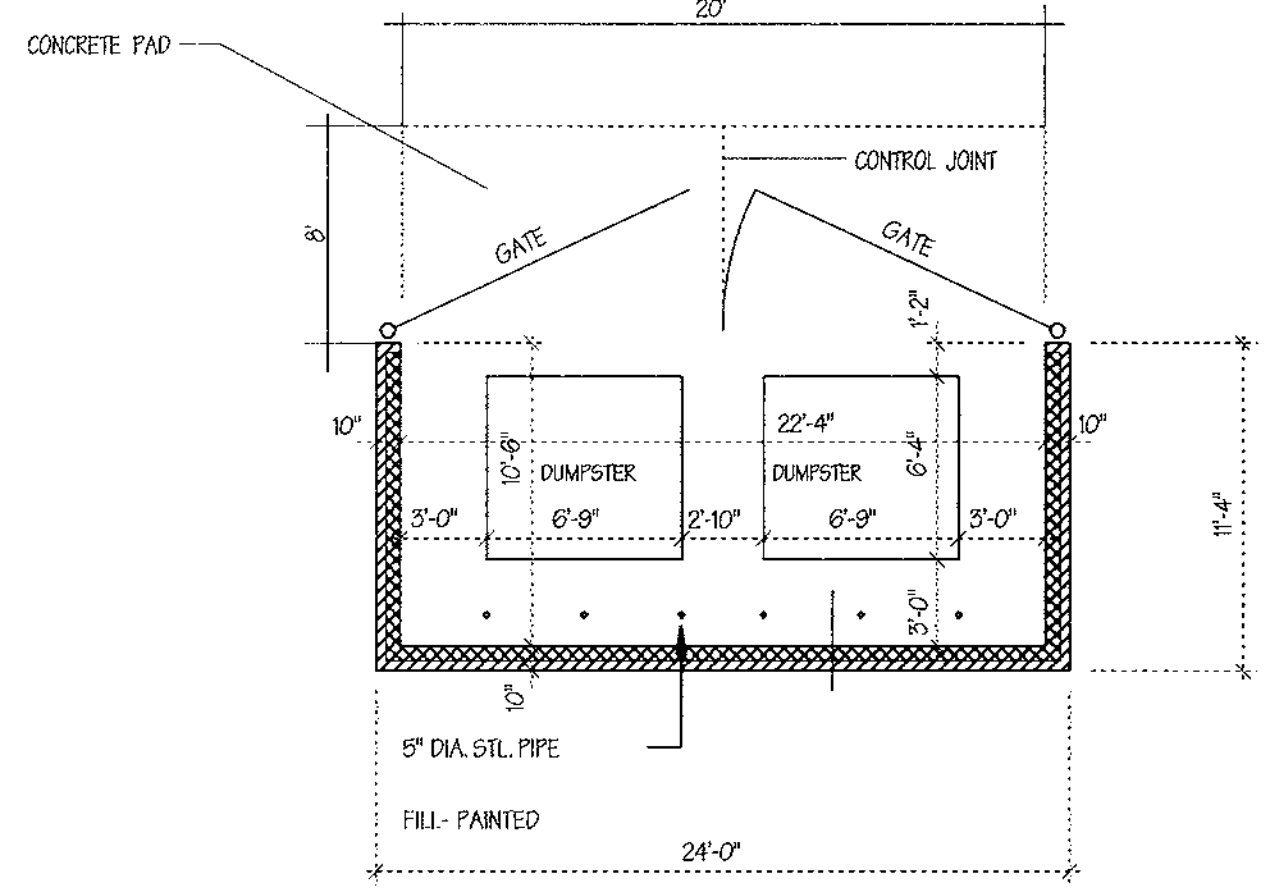 20'
CONCRETE PAD
CONTROL JOINT
8'
GATE
GATE
1'-2"
10"
22'-4"
10"
10'-6"
6'-4"
DUMPSTER
DUMPSTER
3'-0"
6'-9"
2'-10"
6'-9"
3'-0"
11'-4"
3'-0"
10"
5" DIA. STL. PIPE
FILL- PAINTED
24'-0"